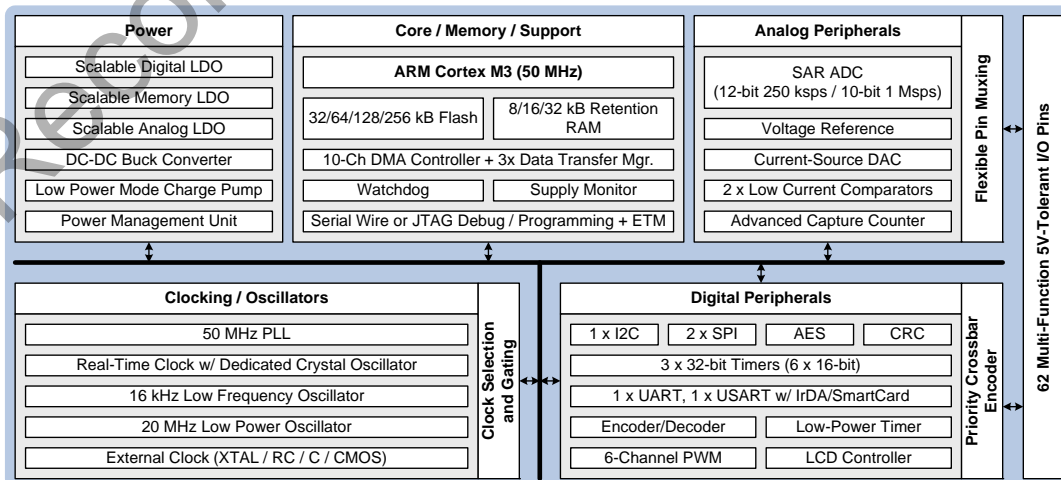 Power
Scalable Digital LDO
Scalable Memory LDO
Scalable Analog LDO
DC-DC Buck Converter
Low Power Mode Charge Pump
Power Management Unit
Core / Memory / Support
ARM Cortex M3 (50 MHz)
32/64/128/256 kB Flash
8/16/32 kB Retention
RAM
10-Ch DMA Controller + 3x Data Transfer Mgr.
Watchdog
Supply Monitor
Serial Wire or JTAG Debug / Programming + ETM
Analog Peripherals
SAR ADC
(12-bit 250 ksps / 10-bit 1 Msps)
Voltage Reference
Current-Source DAC
2 x Low Current Comparators
Advanced Capture Counter
Flexible Pin Muxing
62 Multi-Function 5V-Tolerant I/O Pins
Clocking / Oscillators
50 MHz PLL
Real-Time Clock w/ Dedicated Crystal Oscillator
16 kHz Low Frequency Oscillator
20 MHz Low Power Oscillator
External Clock (XTAL / RC / C / CMOS)
Clock Selection
and Gating
Digital Peripherals
1 x I2C
2 x SPI
AES
CRC
3 x 32-bit Timers (6 x 16-bit)
1 x UART, 1 x USART w/ IrDA/SmartCard
Encoder/Decoder
Low-Power Timer
6-Channel PWM
LCD Controller
Priority Crossbar
Encoder